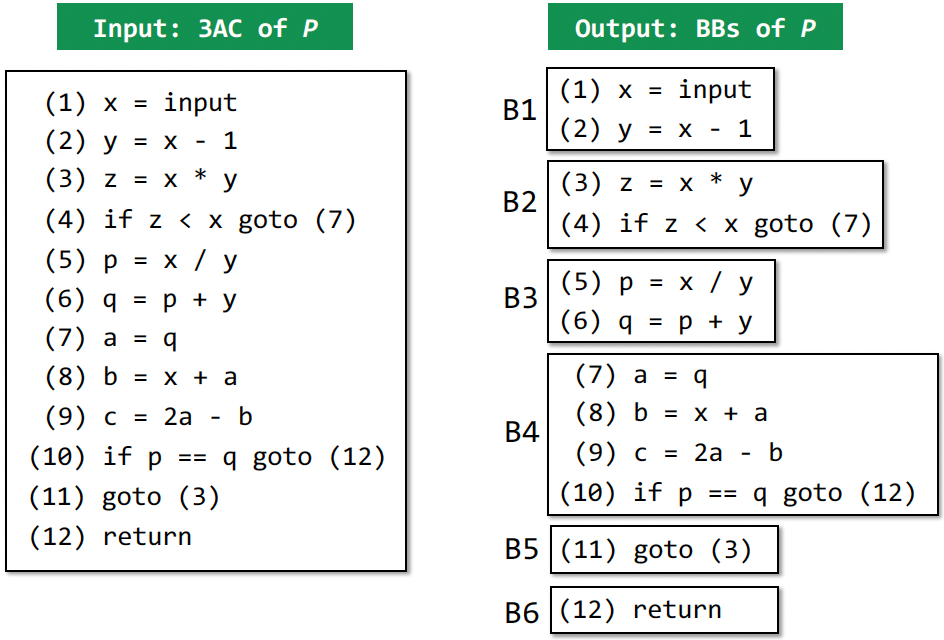 Input: 3AC of P
(1) x = input
(2) y = x - 1
(3) z = x * y
(4) if z < x goto (7)
(5) p = x / y
(6) q = p + y
(7) a = q
(8) b = x + a
(9) c = 2a - b
(10) if p == q goto (12)
(11) goto (3)
(12) return
Output: BBs of P
B1
(1) x = input
(2) y = x - 1
B2
(3) z = x * y
(4) if z < x goto (7)
B3
(5) p = x / y
(6) q = p + y
B4
(7) a = q
(8) b = x + a
(9) c = 2a - b
(10) if p == q goto (12)
B5
(11) goto (3)
B6
(12) return